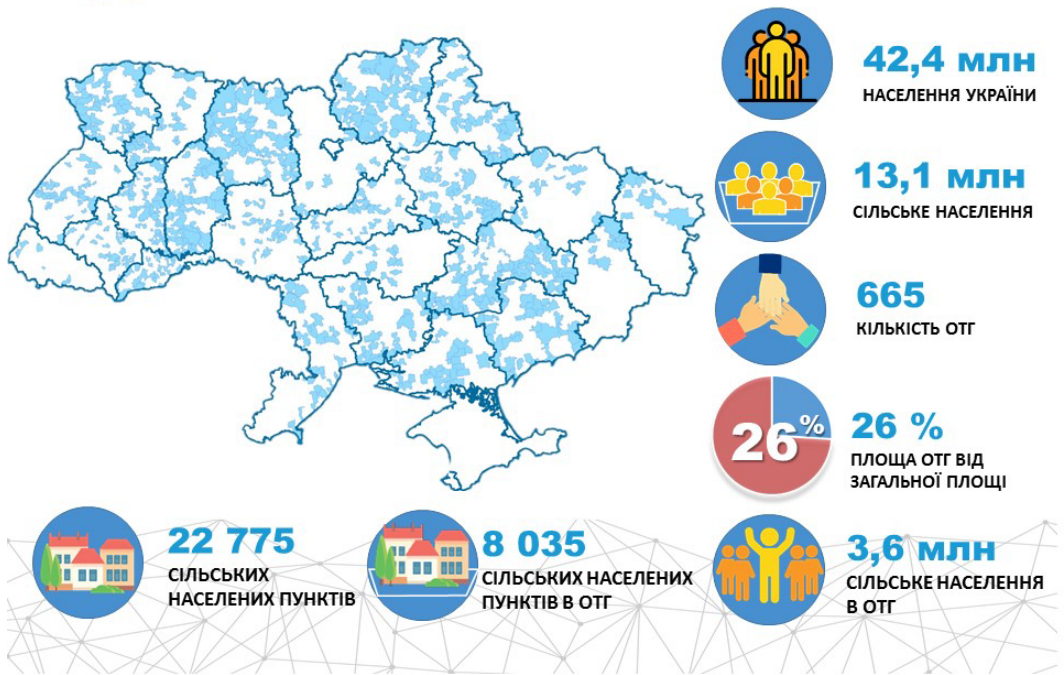 42,4 млн
НАСЕЛЕННЯ УКРАЇНИ
13,1 млн
СІЛЬСЬКЕ НАСЕЛЕННЯ
665
КІЛЬКІСТЬ ОТГ
26%
26 %
ПЛОЩА ОТГ ВІД
ЗАГАЛЬНОЇ ПЛОЩІ
22 775
СІЛЬСЬКИХ
НАСЕЛЕНИХ ПУНКТІВ
8 035
СІЛЬСЬКИХ НАСЕЛЕНИХ
ПУНКТІВ В ОТГ
3,6 млн
СІЛЬСЬКЕ НАСЕЛЕННЯ
В ОТГ